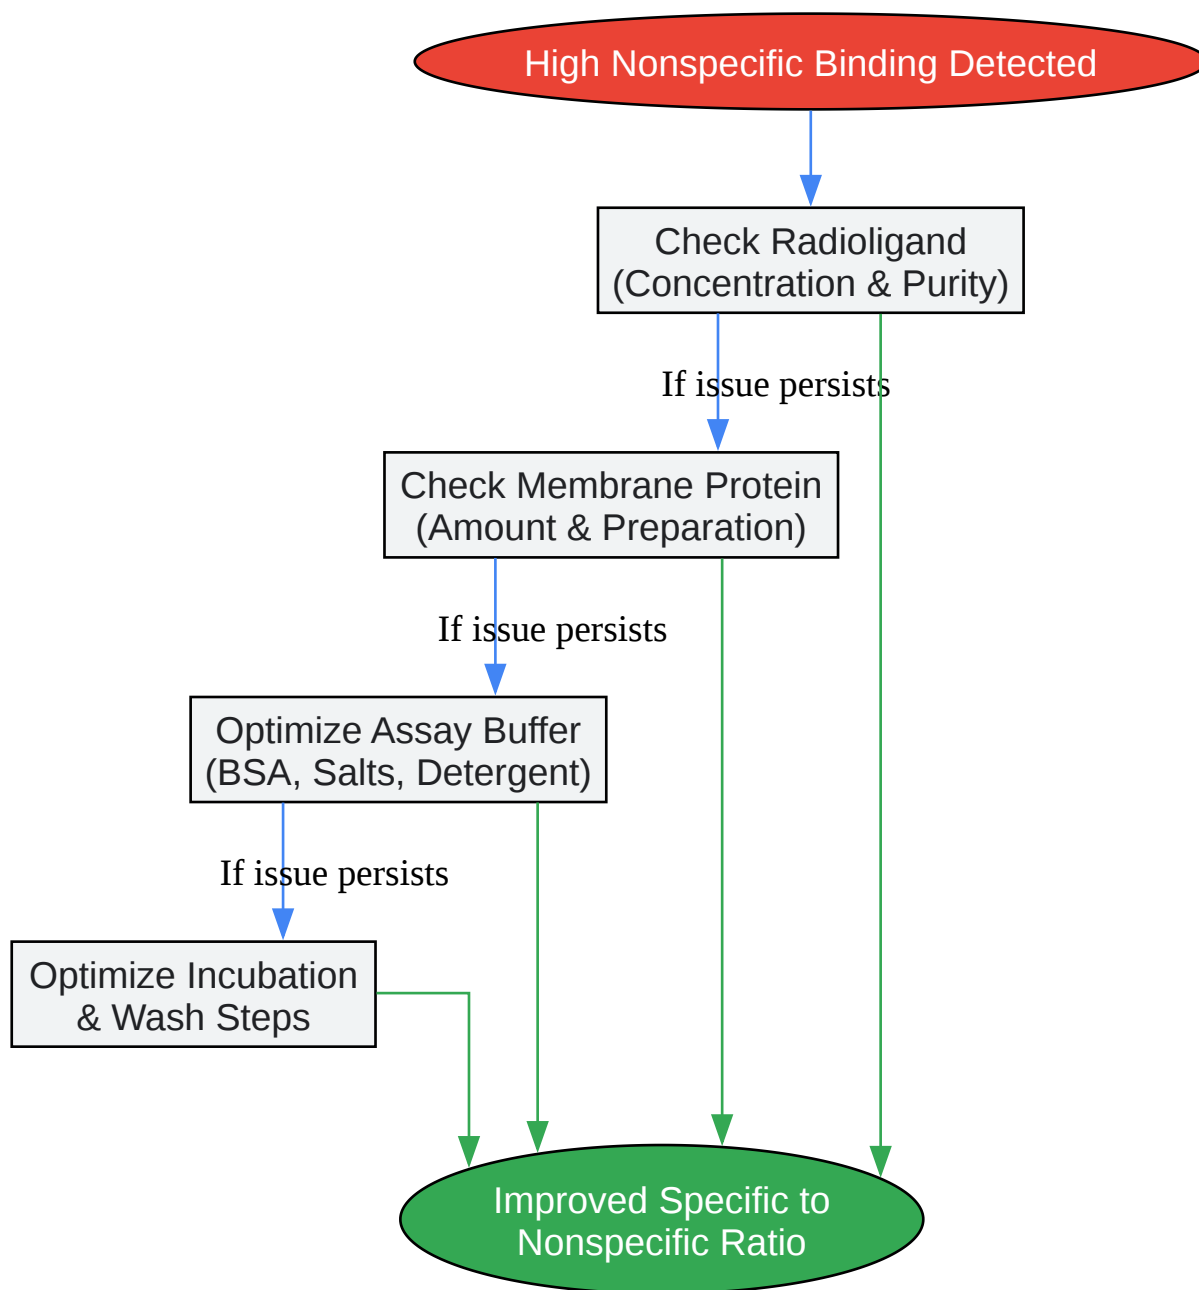 High Nonspecific Binding Detected
Check Radioligand
(Concentration & Purity)
If issue persists
Check Membrane Protein
(Amount & Preparation)
If issue persists
Optimize Assay Buffer
(BSA, Salts, Detergent)
If issue persists
Optimize Incubation
& Wash Steps
Improved Specific to
Nonspecific Ratio